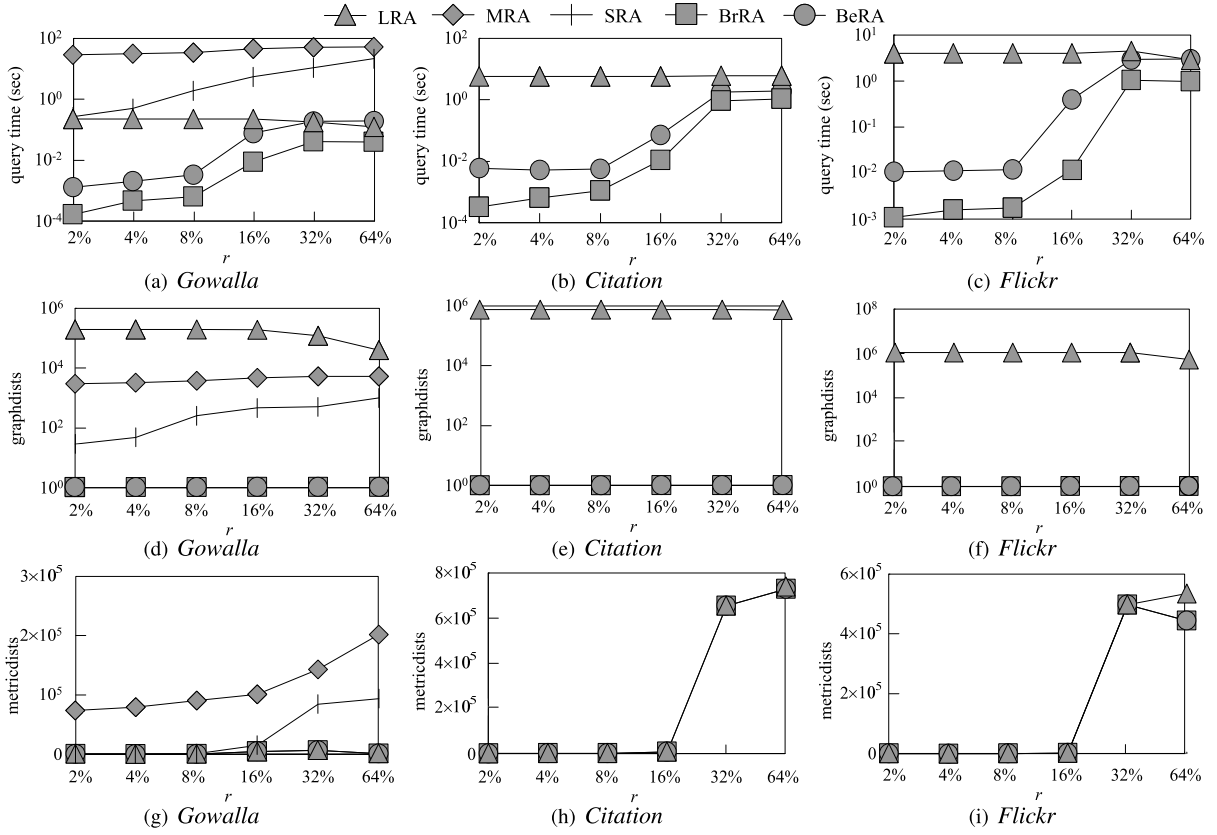 LRA MRA SRA BrRA BeRA
query time (sec)
10^2
10^0
10^-2
10^-4
2% 4% 8% 16% 32% 64%
r
(a) Gowalla
query time (sec)
10^2
10^0
10^-2
10^-4
2% 4% 8% 16% 32% 64%
r
(b) Citation
query time (sec)
10^1
10^0
10^-1
10^-2
10^-3
2% 4% 8% 16% 32% 64%
r
(c) Flickr
graphdists
10^6
10^4
10^2
10^0
2% 4% 8% 16% 32% 64%
r
(d) Gowalla
graphdists
10^6
10^4
10^2
10^0
2% 4% 8% 16% 32% 64%
r
(e) Citation
graphdists
10^8
10^6
10^4
10^2
10^0
2% 4% 8% 16% 32% 64%
r
(f) Flickr
metricdists
3×10^5
2×10^5
10^5
0
2% 4% 8% 16% 32% 64%
r
(g) Gowalla
metricdists
8×10^5
6×10^5
4×10^5
2×10^5
0
2% 4% 8% 16% 32% 64%
r
(h) Citation
metricdists
6×10^5
4×10^5
2×10^5
0
2% 4% 8% 16% 32% 64%
r
(i) Flickr